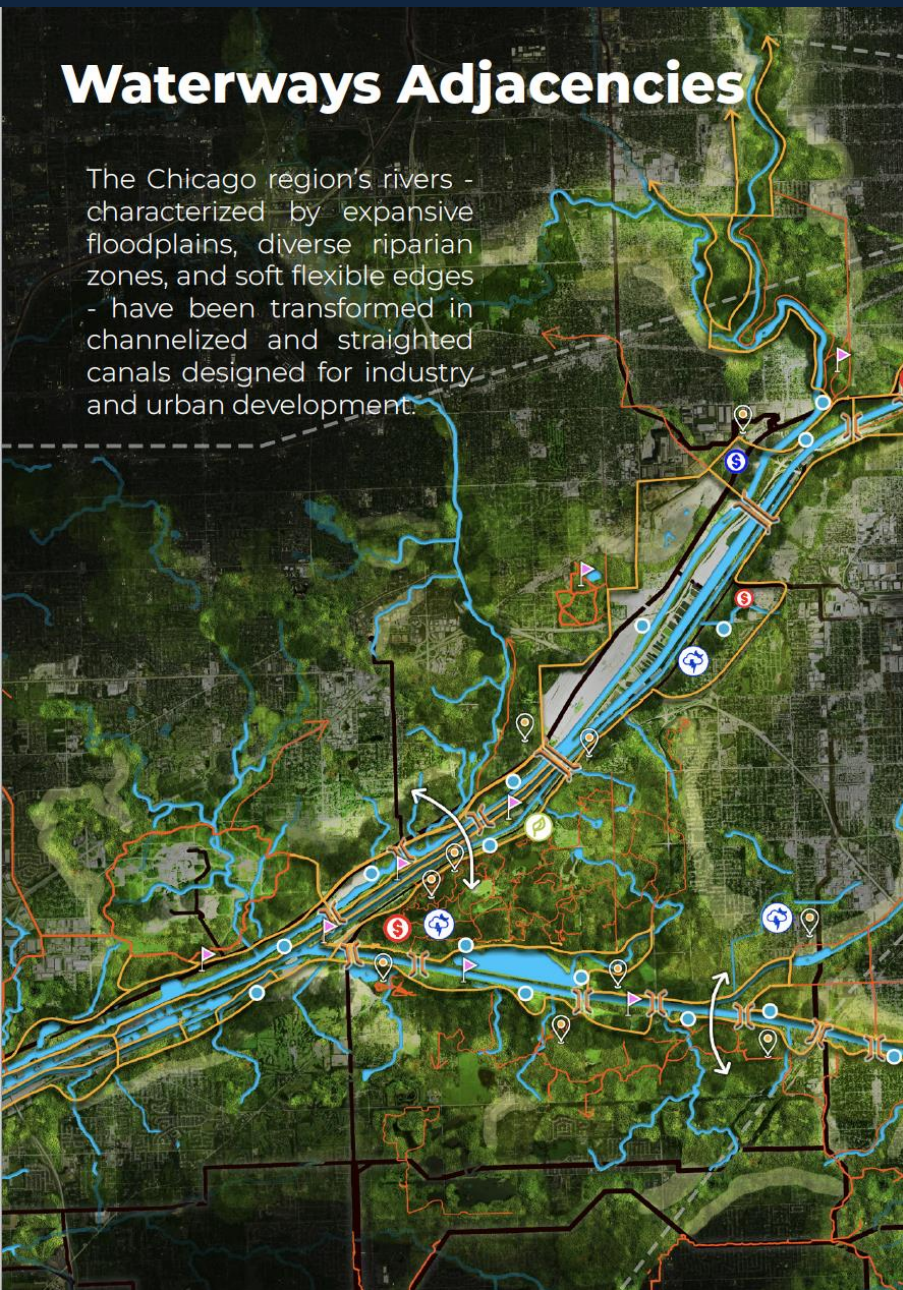 Waterways Adjacencies
The Chicago region's rivers -
characterized by expansive
floodplains, diverse riparian
zones, and soft flexible edges
- have been transformed in
channelized and straighted
canals designed for industry
and urban development.
$
$
$